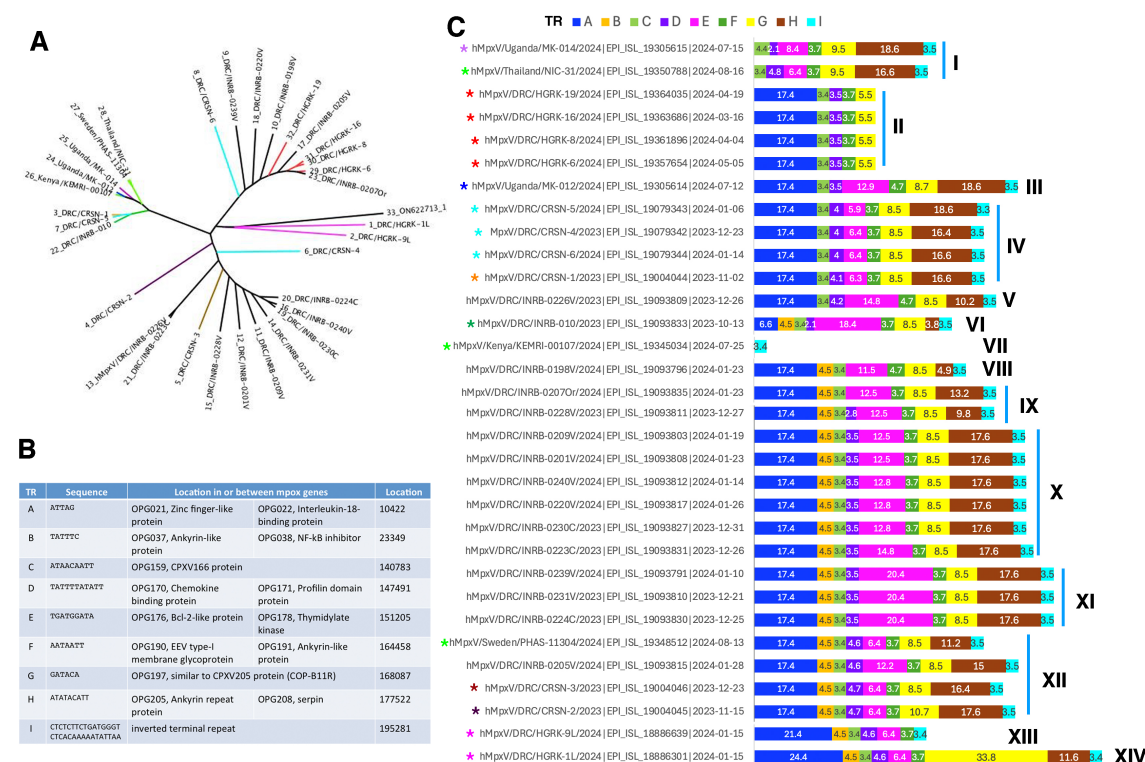 A
9_DRC/INRB-0239V
8_DRC/CRSN-6
18_DRC/INRB-0220V
10_DRC/INRB-0198V
32_DRC/HGRK-19
17_DRC/INRB-0205V
31_DRC/HGRK-16
30_DRC/HGRK-8
29_DRC/HGRK-6
23_DRC/INRB-0207Or
33_ON622713_1
1_DRC/HGRK-1L
2_DRC/HGRK-9L
6_DRC/CRSN-4
20_DRC/INRB-0224C
16_DRC/INRB-0240V
19_DRC/INRB-0230C
14_DRC/INRB-0231V
11_DRC/INRB-0209V
12_DRC/INRB-0201V
15_DRC/INRB-0228V
5_DRC/CRSN-3
21_DRC/INRB-0223C
13_hMpxV/DRC/INRB-0226V
4_DRC/CRSN-2
22_DRC/INRB-010
7_DRC/CRSN-5
3_DRC/CRSN-1
26_Kenya/KEMRI-00107
24_Uganda/MK-012
25_Uganda/MK-014
27_Sweden/PHAS-11304
28_Thailand/NIC-31
B
TR Sequence Location in or between mpox genes Location
A ATTAG OPG021, Zinc finger-like protein OPG022, Interleukin-18-binding protein 10422
B TATTTC OPG037, Ankyrin-like protein OPG038, NF-kB inhibitor 23349
C ATAACAATT OPG159, CPXV166 protein 140783
D TATTTTATATT OPG170, Chemokine binding protein OPG171, Profilin domain protein 147491
E TGATGGATA OPG176, Bcl-2-like protein OPG178, Thymidylate kinase 151205
F AATAATT OPG190, EEV type-I membrane glycoprotein OPG191, Ankyrin-like protein 164458
G GATACA OPG197, similar to CPXV205 protein (COP-B11R) 168087
H ATATACATT OPG205, Ankyrin repeat protein OPG208, serpin 177522
I CTCTCTTCTGATGGGT CTCACAAAAATATTAA inverted terminal repeat 195281
C
TR A B C D E F G H I
* hMpxV/Uganda/MK-014/2024|EPI_ISL_19305615|2024-07-15 4.4 2.1 8.4 3.7 9.5 18.6 3.5
I
* hMpxV/Thailand/NIC-31/2024|EPI_ISL_19350788|2024-08-16 3.4 4.8 6.4 3.7 9.5 16.6 3.5
* hMpxV/DRC/HGRK-19/2024|EPI_ISL_19364035|2024-04-19 17.4 3.4 3.5 3.7 5.5
* hMpxV/DRC/HGRK-16/2024|EPI_ISL_19363686|2024-03-16 17.4 3.4 3.5 3.7 5.5
II
* hMpxV/DRC/HGRK-8/2024|EPI_ISL_19361896|2024-04-04 17.4 3.4 3.5 3.7 5.5
* hMpxV/DRC/HGRK-6/2024|EPI_ISL_19357654|2024-05-05 17.4 3.4 3.5 3.7 5.5
* hMpxV/Uganda/MK-012/2024|EPI_ISL_19305614|2024-07-12 17.4 3.4 3.5 12.9 4.7 8.7 18.6 3.5 III
* hMpxV/DRC/CRSN-5/2024|EPI_ISL_19079343|2024-01-06 17.4 3.4 4 5.9 3.7 8.5 18.6 3.3
* MpxV/DRC/CRSN-4/2023|EPI_ISL_19079342|2023-12-23 17.4 3.4 4 6.4 3.7 8.5 16.4 3.5
IV
* hMpxV/DRC/CRSN-6/2024|EPI_ISL_19079344|2024-01-14 17.4 3.4 4 6.4 3.7 8.5 16.6 3.5
* hMpxV/DRC/CRSN-1/2023|EPI_ISL_19004044|2023-11-02 17.4 3.4 4.1 6.3 3.7 8.5 16.6 3.5
hMpxV/DRC/INRB-0226V/2023|EPI_ISL_19093809|2023-12-26 17.4 3.4 4.2 14.8 4.7 8.5 10.2 3.5 V
* hMpxV/DRC/INRB-010/2023|EPI_ISL_19093833|2023-10-13 6.6 4.5 3.4 2.1 18.4 3.7 8.5 3.8 3.5 VI
* hMpxV/Kenya/KEMRI-00107/2024|EPI_ISL_19345034|2024-07-25 3.4 VII
hMpxV/DRC/INRB-0198V/2024|EPI_ISL_19093796|2024-01-23 17.4 4.5 3.4 11.5 4.7 8.5 4.9 3.5 VIII
hMpxV/DRC/INRB-0207Or/2024|EPI_ISL_19093835|2024-01-23 17.4 4.5 3.4 12.5 3.7 8.5 13.2 3.5
IX
hMpxV/DRC/INRB-0228V/2023|EPI_ISL_19093811|2023-12-27 17.4 4.5 3.4 2.8 12.5 3.7 8.5 9.8 3.5
hMpxV/DRC/INRB-0209V/2024|EPI_ISL_19093803|2024-01-19 17.4 4.5 3.4 3.5 12.5 3.7 8.5 17.6 3.5
hMpxV/DRC/INRB-0201V/2024|EPI_ISL_19093808|2024-01-23 17.4 4.5 3.4 3.5 12.5 3.7 8.5 17.6 3.5
hMpxV/DRC/INRB-0240V/2024|EPI_ISL_19093812|2024-01-14 17.4 4.5 3.4 3.5 12.8 3.7 8.5 17.6 3.5
X
hMpxV/DRC/INRB-0220V/2024|EPI_ISL_19093817|2024-01-26 17.4 4.5 3.4 3.5 12.8 3.7 8.5 17.6 3.5
hMpxV/DRC/INRB-0230C/2023|EPI_ISL_19093827|2023-12-31 17.4 4.5 3.4 3.5 12.8 3.7 8.5 17.6 3.5
hMpxV/DRC/INRB-0223C/2023|EPI_ISL_19093831|2023-12-26 17.4 4.5 3.4 3.5 14.8 3.7 8.5 17.6 3.5
hMpxV/DRC/INRB-0239V/2024|EPI_ISL_19093791|2024-01-10 17.4 4.5 3.4 3.5 20.4 3.7 8.5 17.6 3.5
hMpxV/DRC/INRB-0231V/2023|EPI_ISL_19093810|2023-12-21 17.4 4.5 3.4 3.5 20.4 3.7 8.5 17.6 3.5
XI
hMpxV/DRC/INRB-0224C/2023|EPI_ISL_19093830|2023-12-25 17.4 4.5 3.4 3.5 20.4 3.7 8.5 17.6 3.5
* hMpxV/Sweden/PHAS-11304/2024|EPI_ISL_19348512|2024-08-13 17.4 4.5 3.4 4.6 6.4 3.7 8.5 11.2 3.5
hMpxV/DRC/INRB-0205V/2024|EPI_ISL_19093815|2024-01-28 17.4 4.5 3.4 4.6 12.2 3.7 8.5 15 3.5
XII
* hMpxV/DRC/CRSN-3/2023|EPI_ISL_19004046|2023-12-23 17.4 4.5 3.4 4.7 6.4 3.7 8.5 16.4 3.5
* hMpxV/DRC/CRSN-2/2023|EPI_ISL_19004045|2023-11-15 17.4 4.5 3.4 4.7 6.4 3.7 10.7 17.6 3.5
* hMpxV/DRC/HGRK-9L/2024|EPI_ISL_18886639|2024-01-15 21.4 4.5 3.4 4.6 6.4 3.7 3.4 XIII
* hMpxV/DRC/HGRK-1L/2024|EPI_ISL_18886301|2024-01-15 24.4 4.5 3.4 4.6 6.4 3.7 33.8 11.6 3.4 XIV